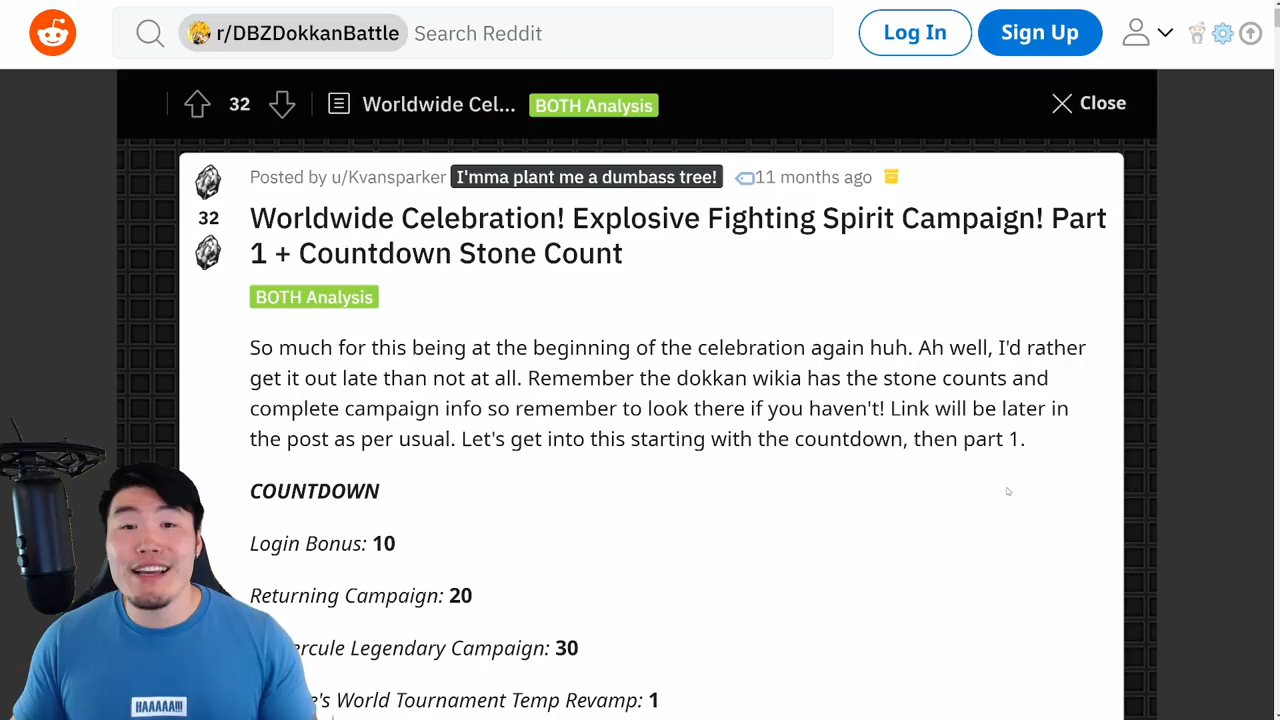 r/DBZDokkanBattle Search Reddit Log In Sign Up
32 Worldwide Cel... BOTH Analysis Close
Posted by u/Kvansparker I'mma plant me a dumbass tree! 11 months ago
32
Worldwide Celebration! Explosive Fighting Spirit Campaign! Part
1 + Countdown Stone Count
BOTH Analysis
So much for this being at the beginning of the celebration again huh. Ah well, I'd rather
get it out late than not at all. Remember the dokkan wikia has the stone counts and
complete campaign info so remember to look there if you haven't! Link will be later in
the post as per usual. Let's get into this starting with the countdown, then part 1.
COUNTDOWN
Login Bonus: 10
Returning Campaign: 20
ercule Legendary Campaign: 30
e's World Tournament Temp Revamp: 1
HAAAAA!!!